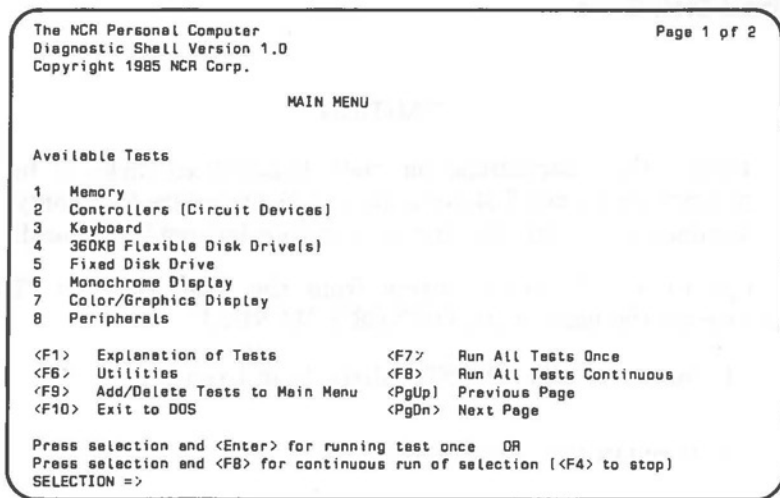 The NCR Personal Computer Page 1 of 2
Diagnostic Shell Version 1.0
Copyright 1985 NCR Corp.
MAIN MENU
Available Tests
1 Memory
2 Controllers (Circuit Devices)
3 Keyboard
4 360KB Flexible Disk Drive(s)
5 Fixed Disk Drive
6 Monochrome Display
7 Color/Graphics Display
8 Peripherals
<F1> Explanation of Tests <F7> Run All Tests Once
<F6> Utilities <F8> Run All Tests Continuous
<F9> Add/Delete Tests to Main Menu <PgUp) Previous Page
<F10> Exit to DOS <PgDn> Next Page
Press selection and <Enter> for running test once OR
Press selection and <F8> for continuous run of selection (<F4> to stop)
SELECTION =>